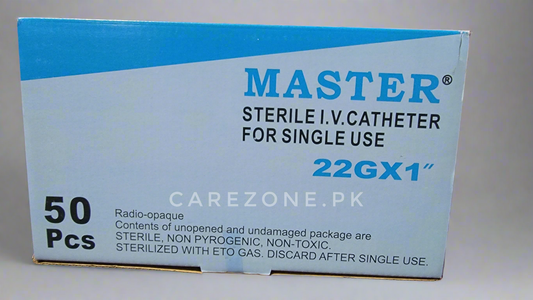 MASTER®
STERILE I.V.CATHETER
FOR SINGLE USE
22GX1"
CAREZONE.PK
50
Pcs
Radio-opaque
Contents of unopened and undamaged package are
STERILE, NON PYROGENIC, NON-TOXIC.
STERILIZED WITH ETO GAS. DISCARD AFTER SINGLE USE.